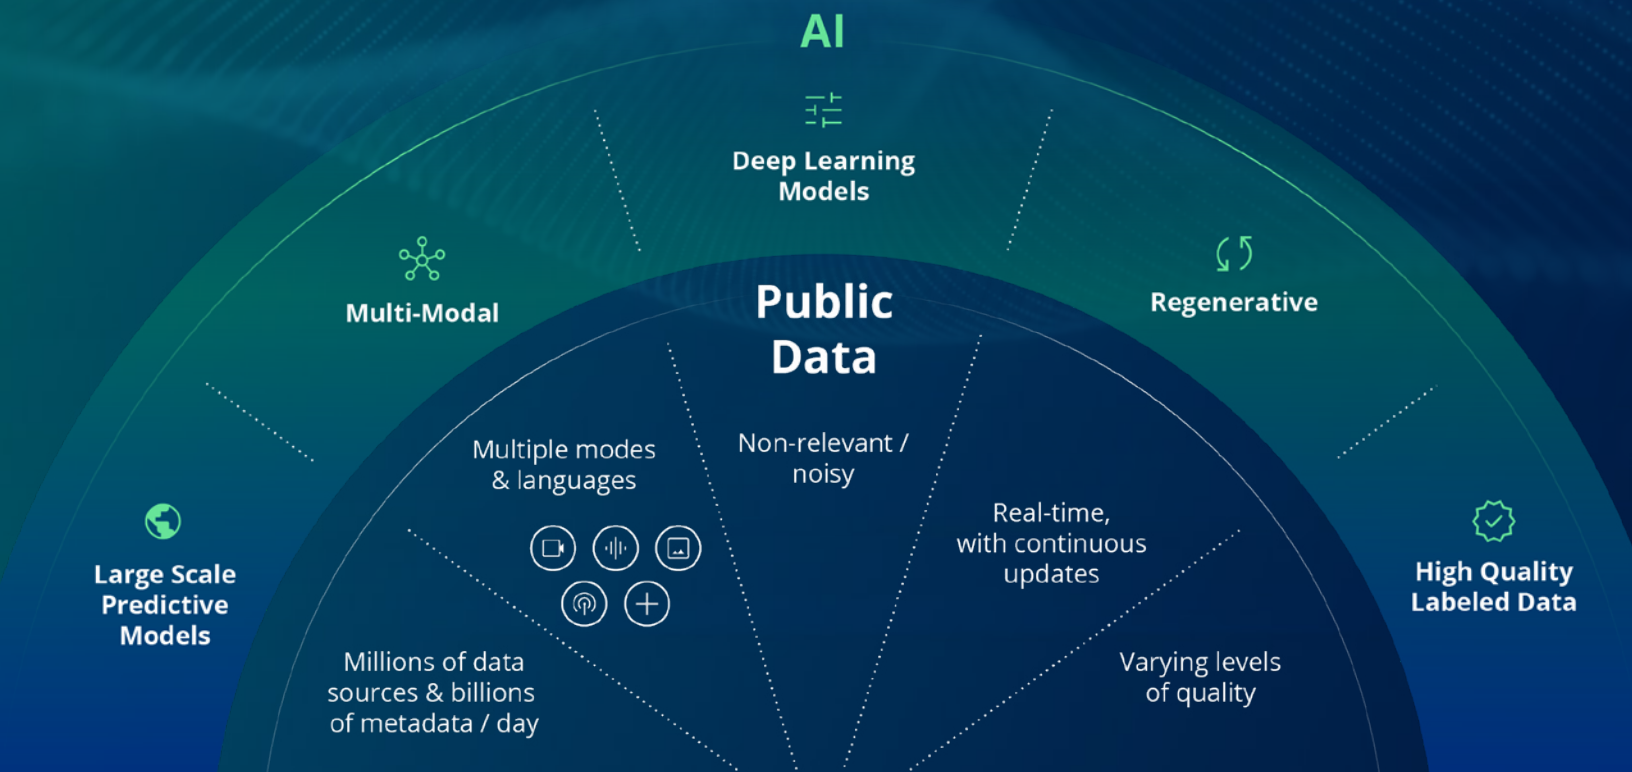 AI
Deep Learning
Models
Multi-Modal
Regenerative
Large Scale
Predictive
Models
High Quality
Labeled Data
Public
Data
Multiple modes
& languages
Non-relevant /
noisy
Real-time,
with continuous
updates
Millions of data
sources & billions
of metadata / day
Varying levels
of quality